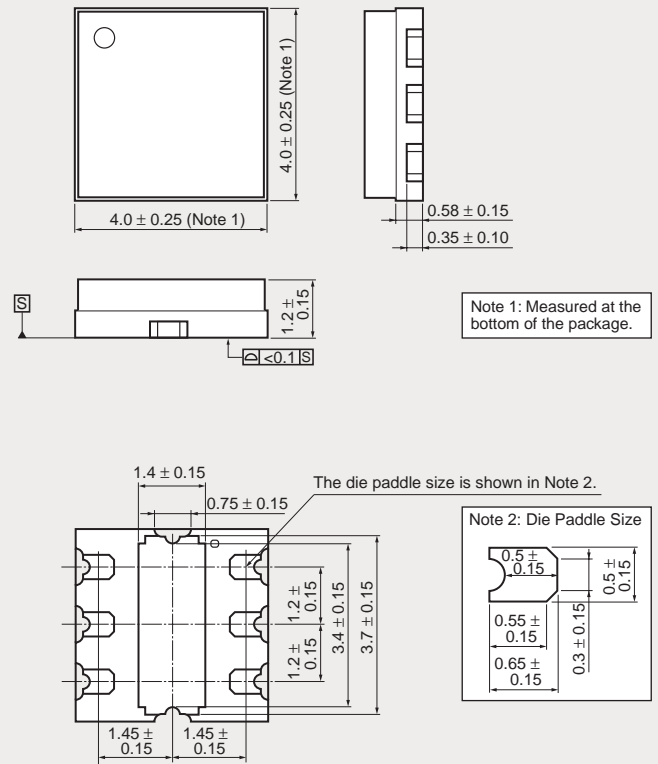 4.0 ± 0.25 (Note 1)
4.0 ± 0.25 (Note 1)
0.58 ± 0.15
0.35 ± 0.10
S
1.2 ±
0.15
<0.1 S
Note 1: Measured at the
bottom of the package.
1.4 ± 0.15
0.75 ± 0.15
The die paddle size is shown in Note 2.
1.2 ±
0.15
1.2 ±
0.15
3.4 ± 0.15
3.7 ± 0.15
1.45 ±
0.15
1.45 ±
0.15
Note 2: Die Paddle Size
0.5 ±
0.15
0.5 ±
0.15
0.3 ± 0.15
0.55 ±
0.15
0.65 ±
0.15